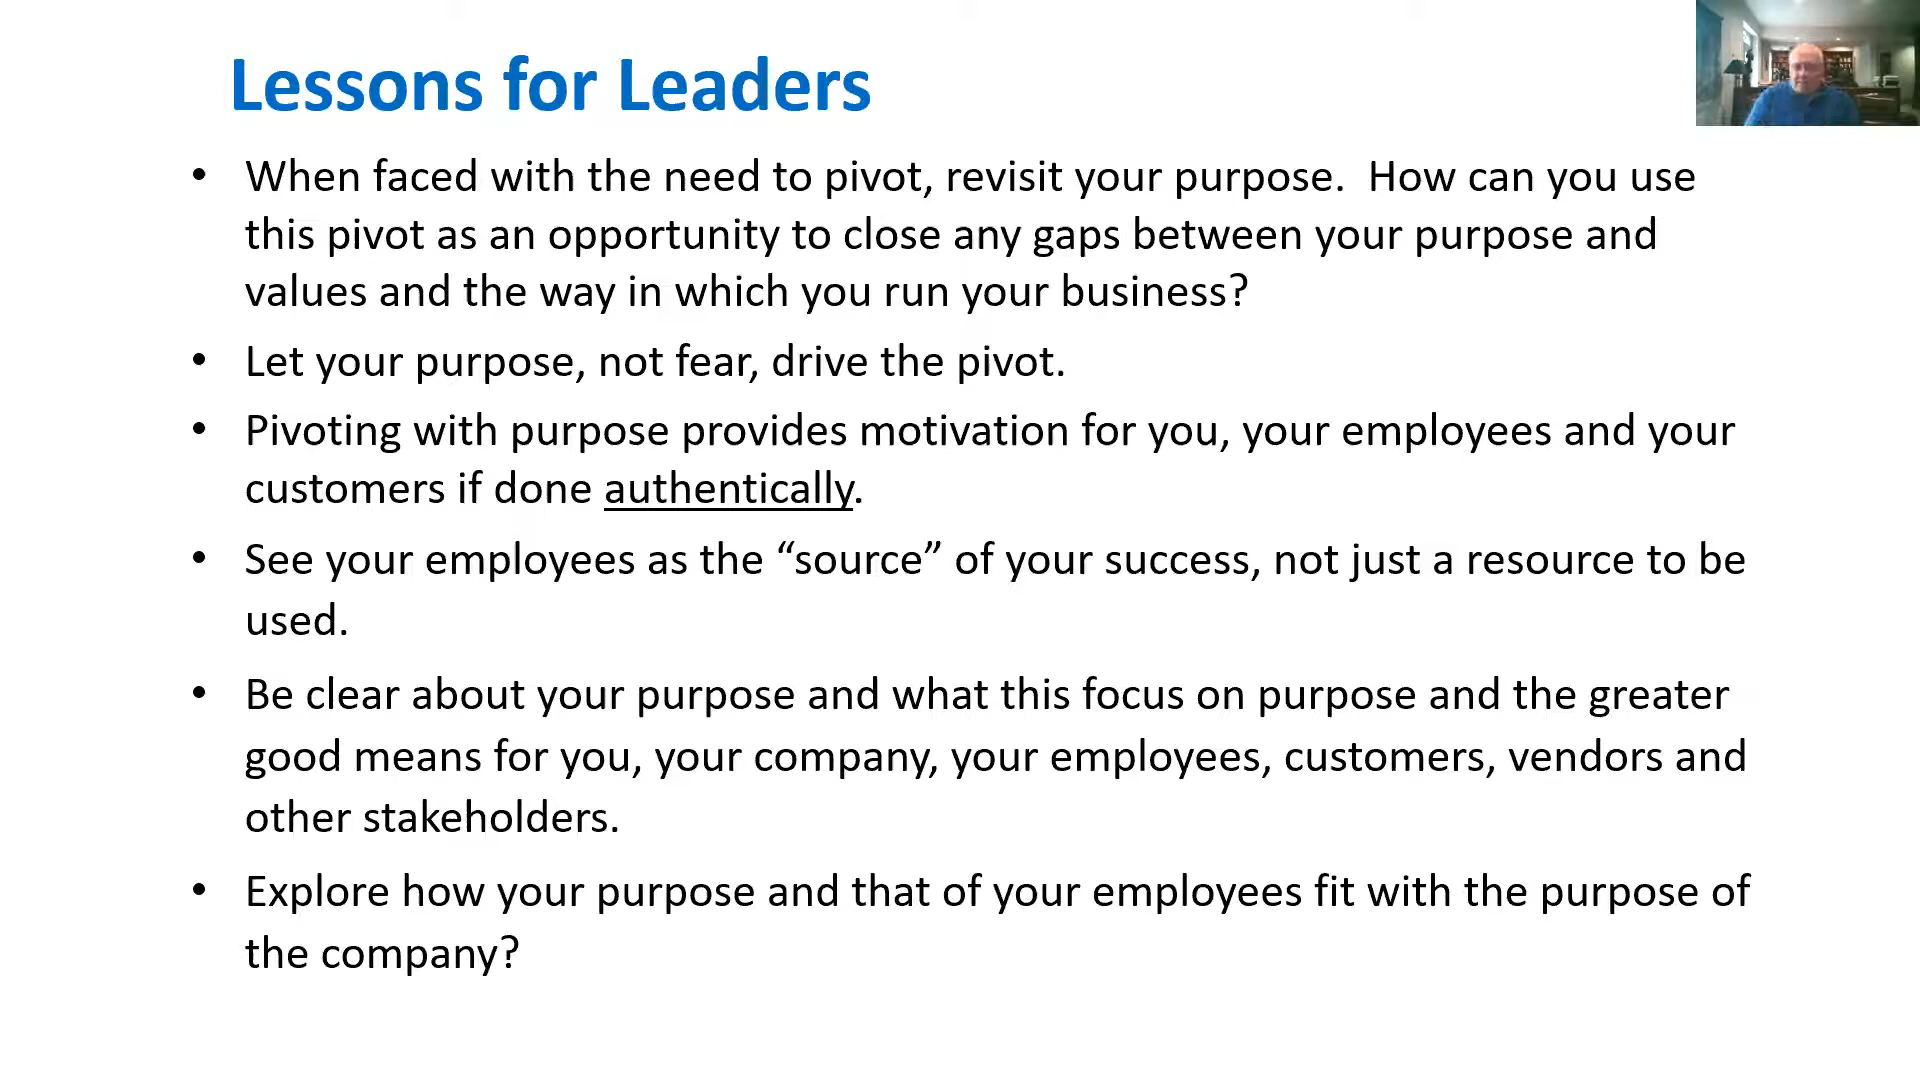 Lessons for Leaders
• When faced with the need to pivot, revisit your purpose.  How can you use
this pivot as an opportunity to close any gaps between your purpose and
values and the way in which you run your business?
• Let your purpose, not fear, drive the pivot.
• Pivoting with purpose provides motivation for you, your employees and your
customers if done authentically.
• See your employees as the “source” of your success, not just a resource to be
used.
• Be clear about your purpose and what this focus on purpose and the greater
good means for you, your company, your employees, customers, vendors and
other stakeholders.
• Explore how your purpose and that of your employees fit with the purpose of
the company?